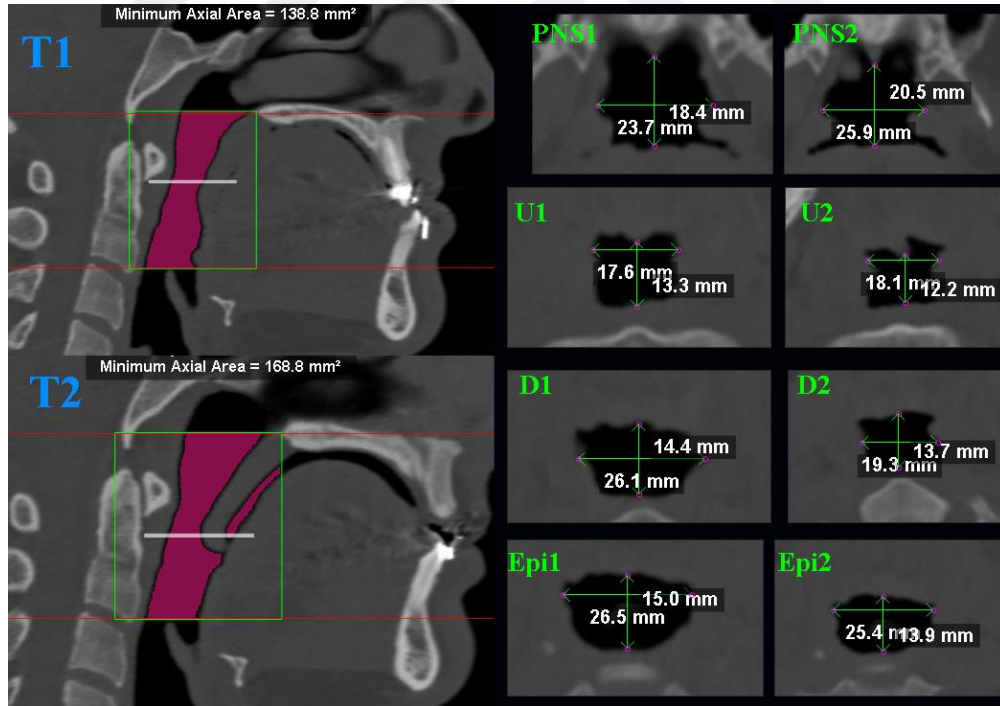 Minimum Axial Area = 138.8 mm²
T1
Minimum Axial Area = 168.8 mm²
T2
PNS1
18.4 mm
23.7 mm
PNS2
20.5 mm
25.9 mm
U1
17.6 mm
13.3 mm
U2
18.1 mm
12.2 mm
D1
14.4 mm
26.1 mm
D2
13.7 mm
19.3 mm
Epi1
15.0 mm
26.5 mm
Epi2
25.4 mm
13.9 mm